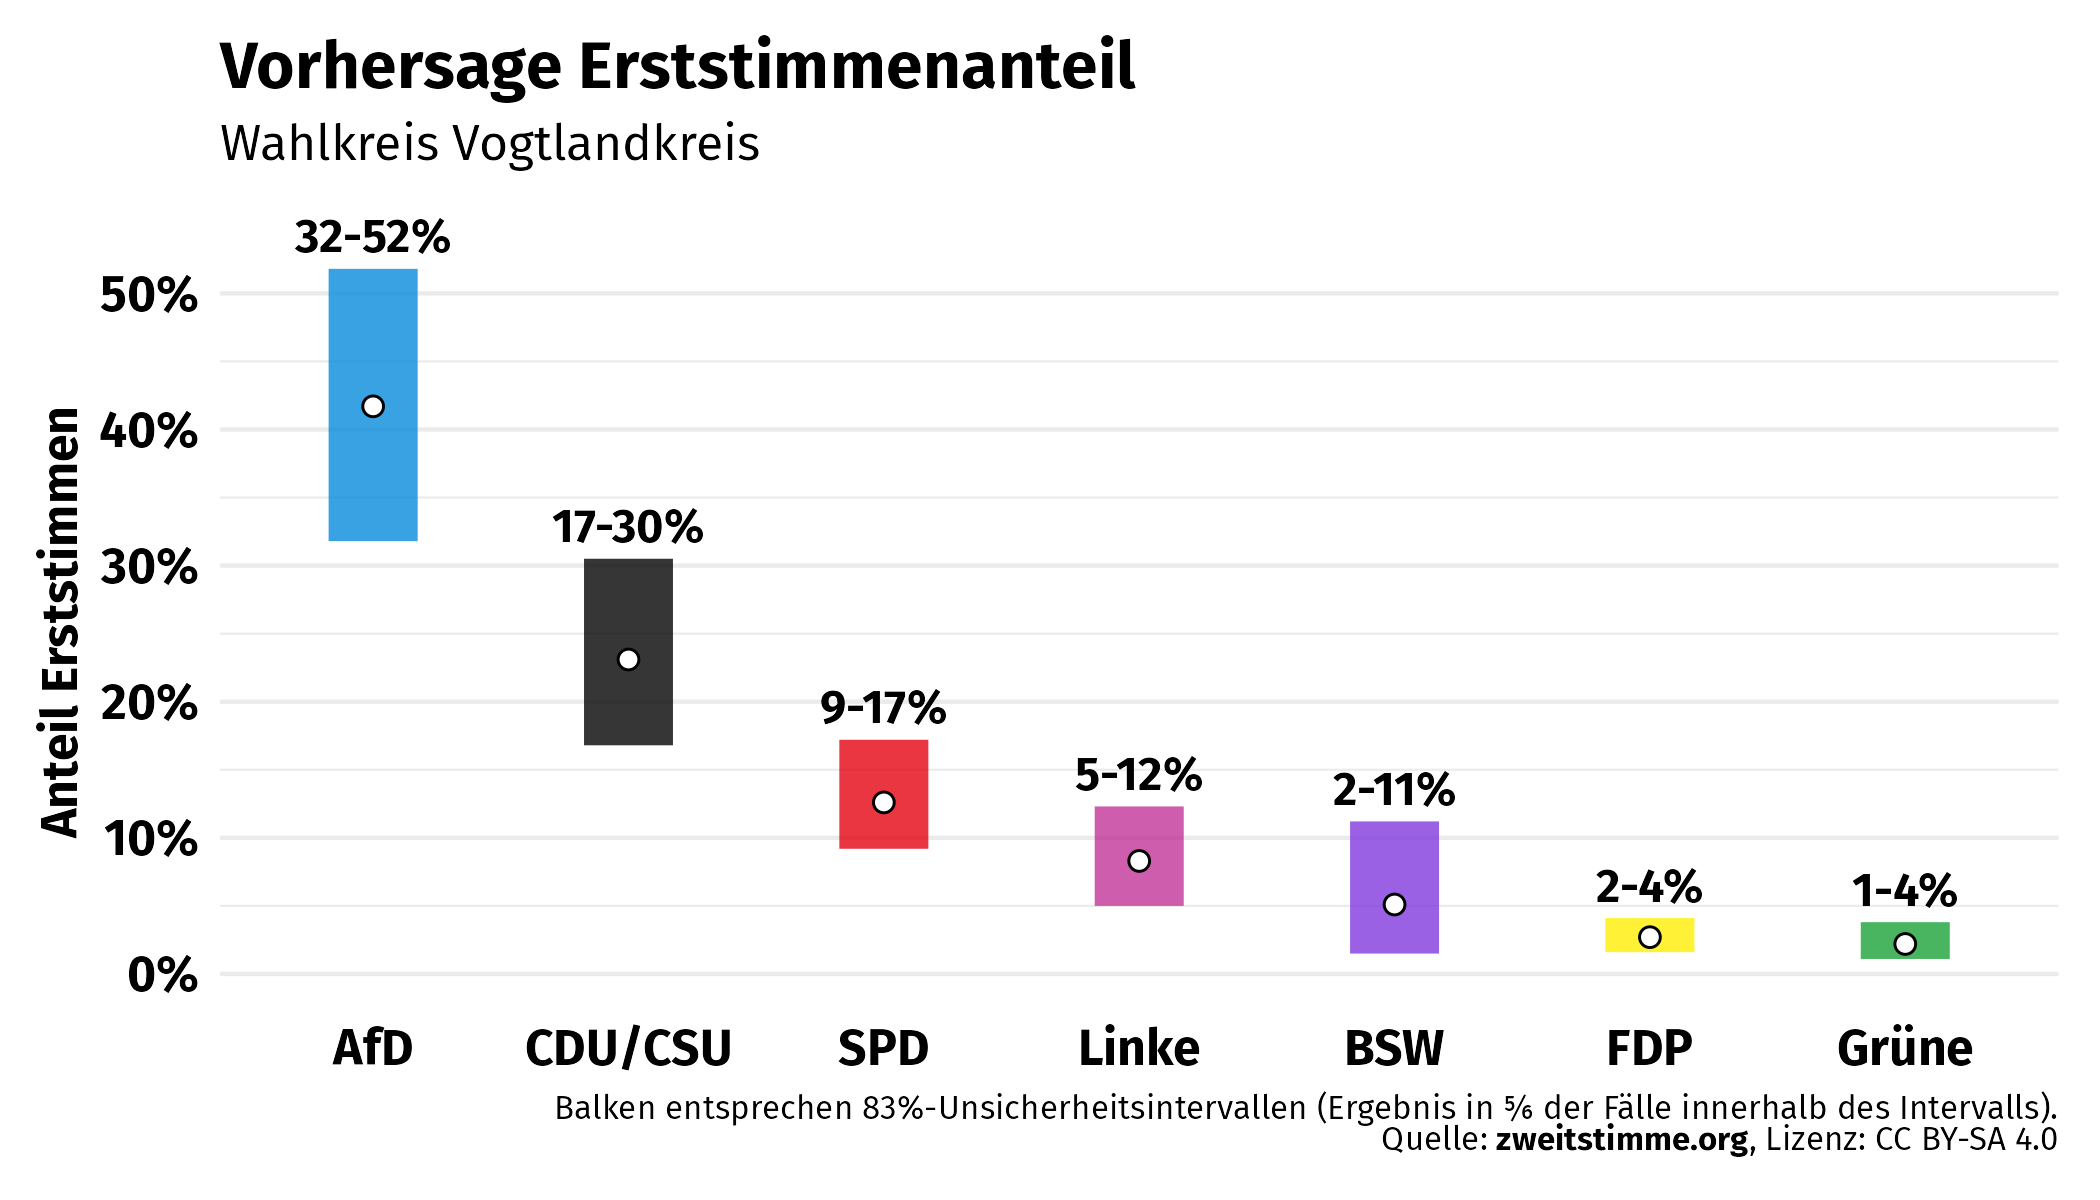 Vorhersage Erststimmenanteil
Wahlkreis Vogtlandkreis
Anteil Erststimmen
50%
40%
30%
20%
10%
0%
32-52%
17-30%
9-17%
5-12%
2-11%
2-4%
1-4%
AfD
CDU/CSU
SPD
Linke
BSW
FDP
Grüne
Balken entsprechen 83%-Unsicherheitsintervallen (Ergebnis in ⅚ der Fälle innerhalb des Intervalls).
Quelle: zweitstimme.org, Lizenz: CC BY-SA 4.0